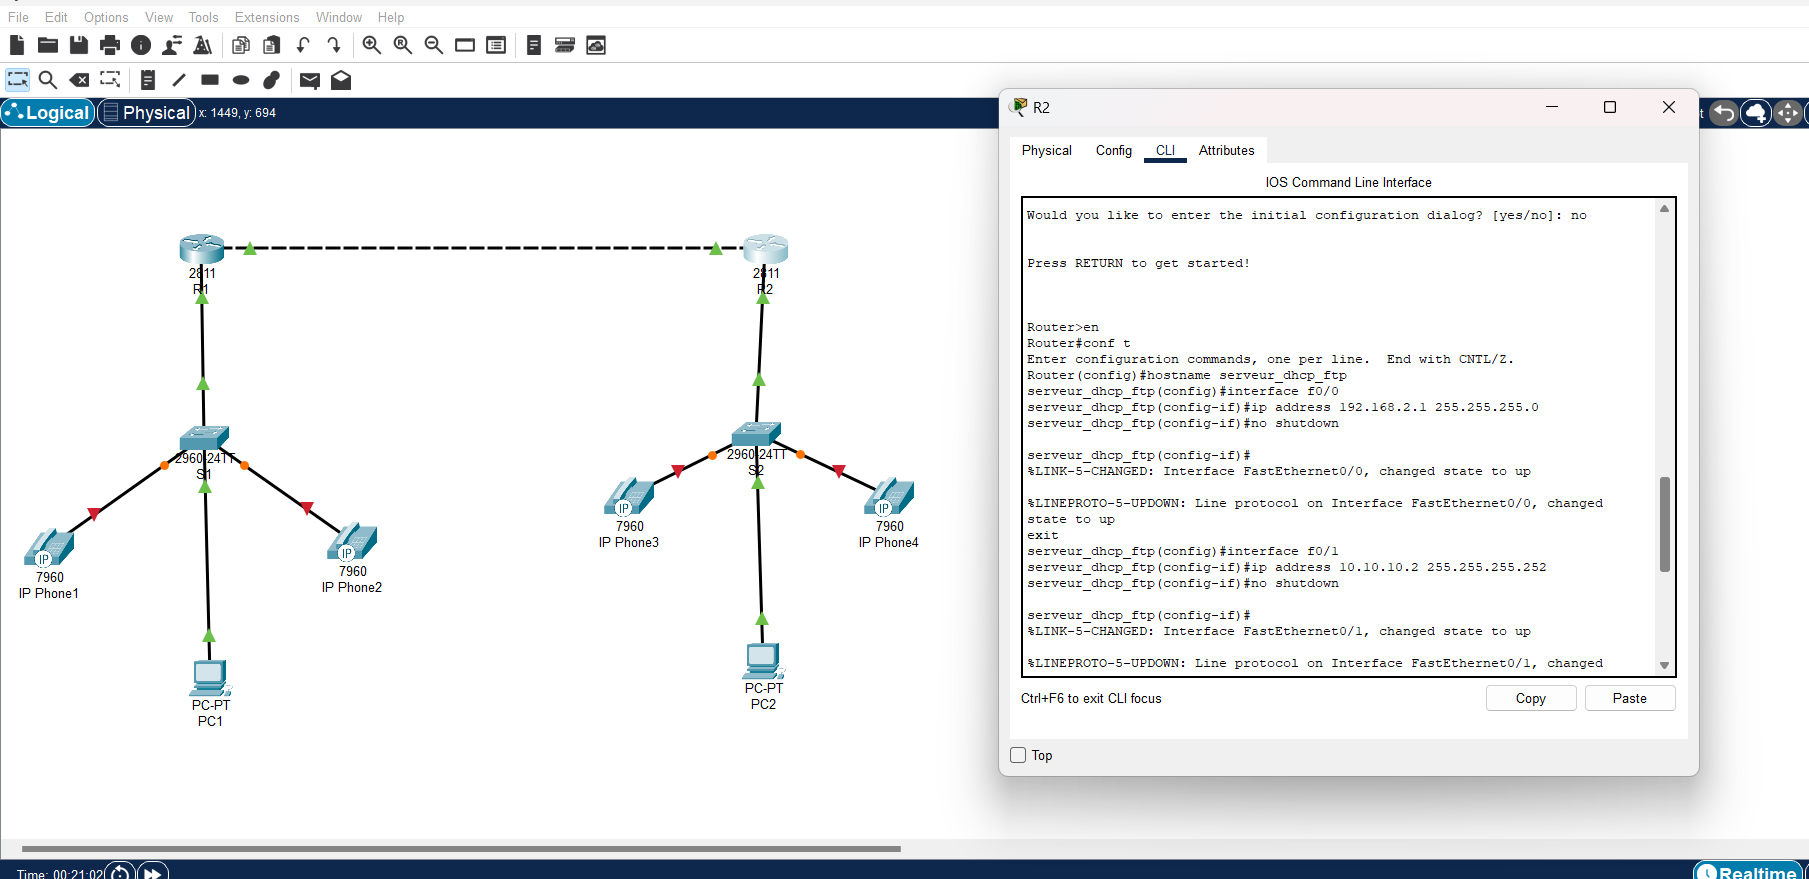 File Edit Options View Tools Extensions Window Help
Logical Physical x: 1449, y: 694
2811
R1
2811
R2
2960-24TT
S1
2960-24TT
S2
IP
7960
IP Phone1
IP
7960
IP Phone2
IP
7960
IP Phone3
IP
7960
IP Phone4
PC-PT
PC1
PC-PT
PC2
Time: 00:21:02
Realtime
R2
Physical Config CLI Attributes
IOS Command Line Interface
Would you like to enter the initial configuration dialog? [yes/no]: no
Press RETURN to get started!
Router>en
Router#conf t
Enter configuration commands, one per line.  End with CNTL/Z.
Router(config)#hostname serveur_dhcp_ftp
serveur_dhcp_ftp(config)#interface f0/0
serveur_dhcp_ftp(config-if)#ip address 192.168.2.1 255.255.255.0
serveur_dhcp_ftp(config-if)#no shutdown
serveur_dhcp_ftp(config-if)#
%LINK-5-CHANGED: Interface FastEthernet0/0, changed state to up
%LINEPROTO-5-UPDOWN: Line protocol on Interface FastEthernet0/0, changed
state to up
exit
serveur_dhcp_ftp(config)#interface f0/1
serveur_dhcp_ftp(config-if)#ip address 10.10.10.2 255.255.255.252
serveur_dhcp_ftp(config-if)#no shutdown
serveur_dhcp_ftp(config-if)#
%LINK-5-CHANGED: Interface FastEthernet0/1, changed state to up
%LINEPROTO-5-UPDOWN: Line protocol on Interface FastEthernet0/1, changed
Ctrl+F6 to exit CLI focus
Copy
Paste
Top